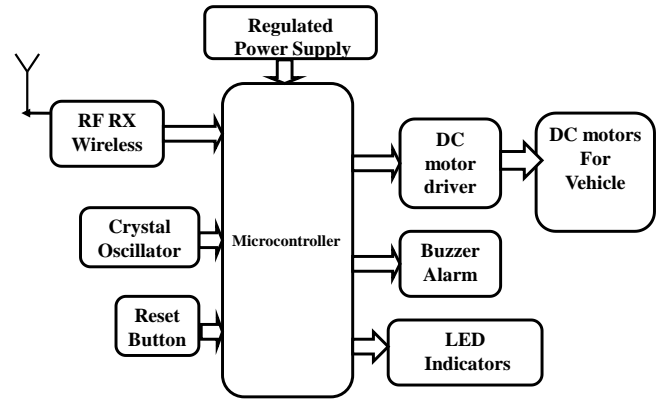 Regulated
Power Supply
RF RX
Wireless
DC
motor
driver
DC motors
For
Vehicle
Crystal
Oscillator
Microcontroller
Buzzer
Alarm
Reset
Button
LED
Indicators